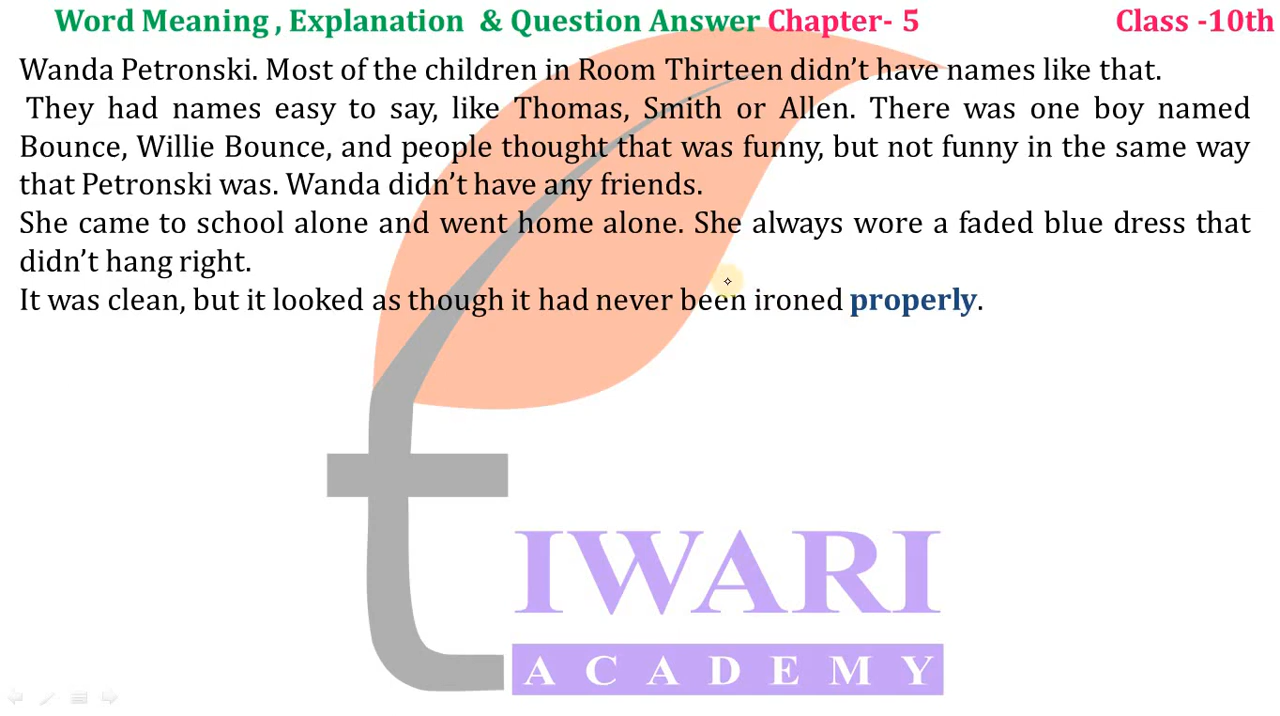 Word Meaning , Explanation & Question Answer Chapter- 5 Class -10th
Wanda Petronski. Most of the children in Room Thirteen didn’t have names like that.
They had names easy to say, like Thomas, Smith or Allen. There was one boy named
Bounce, Willie Bounce, and people thought that was funny, but not funny in the same way
that Petronski was. Wanda didn’t have any friends.
She came to school alone and went home alone. She always wore a faded blue dress that
didn’t hang right.
It was clean, but it looked as though it had never been ironed properly.
tIWARI
ACADEMY